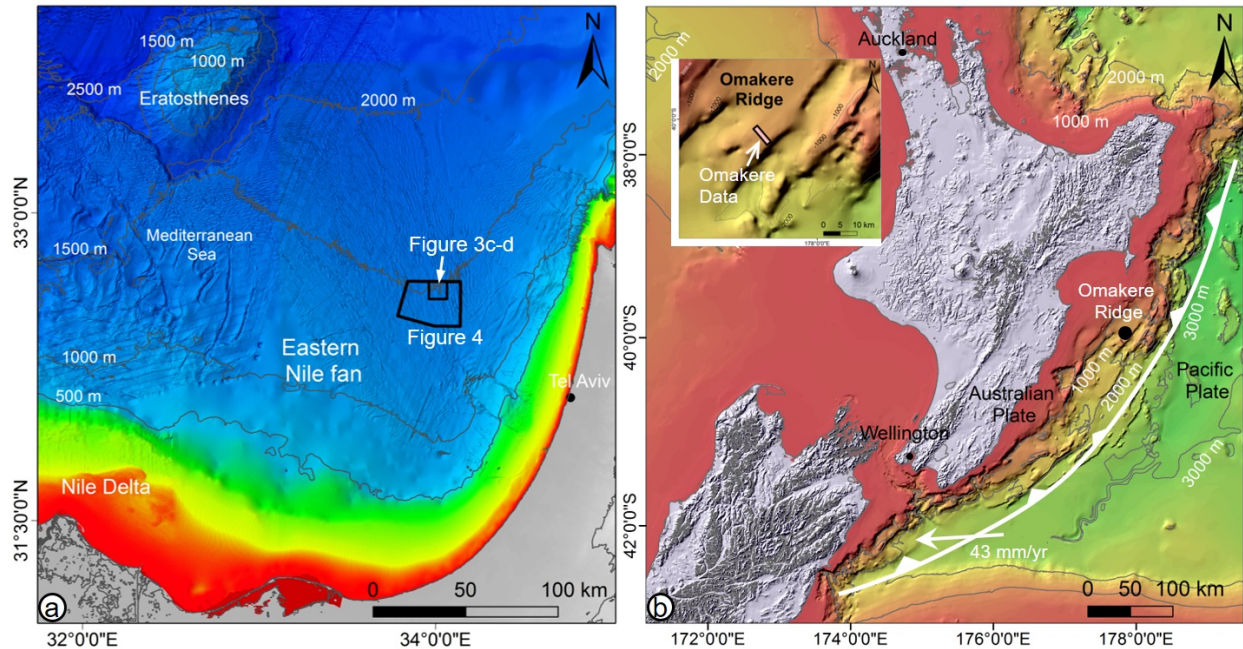 N
1500 m
1000 m
2500 m
Eratosthenes
2000 m
33°0'0"N
Mediterranean
Sea
1500 m
Figure 3c-d
Figure 4
1000 m
Eastern
Nile fan
500 m
Tel Aviv
Nile Delta
31°30'0"N
0 50 100 km
a
32°0'0"E
34°0'0"E
N
Auckland
2000 m
2000 m
1000 m
N
Omakere
Ridge
-1000
-1000
-1000
Omakere
Data
-2000
0 5 10 km
178°0'0"E
38°0'0"S
Omakere
Ridge
3000 m
40°0'0"S
1000 m
2000 m
Pacific
Plate
Australian
Plate
Wellington
3000 m
42°0'0"S
43 mm/yr
0 50 100 km
b
172°0'0"E
174°0'0"E
176°0'0"E
178°0'0"E